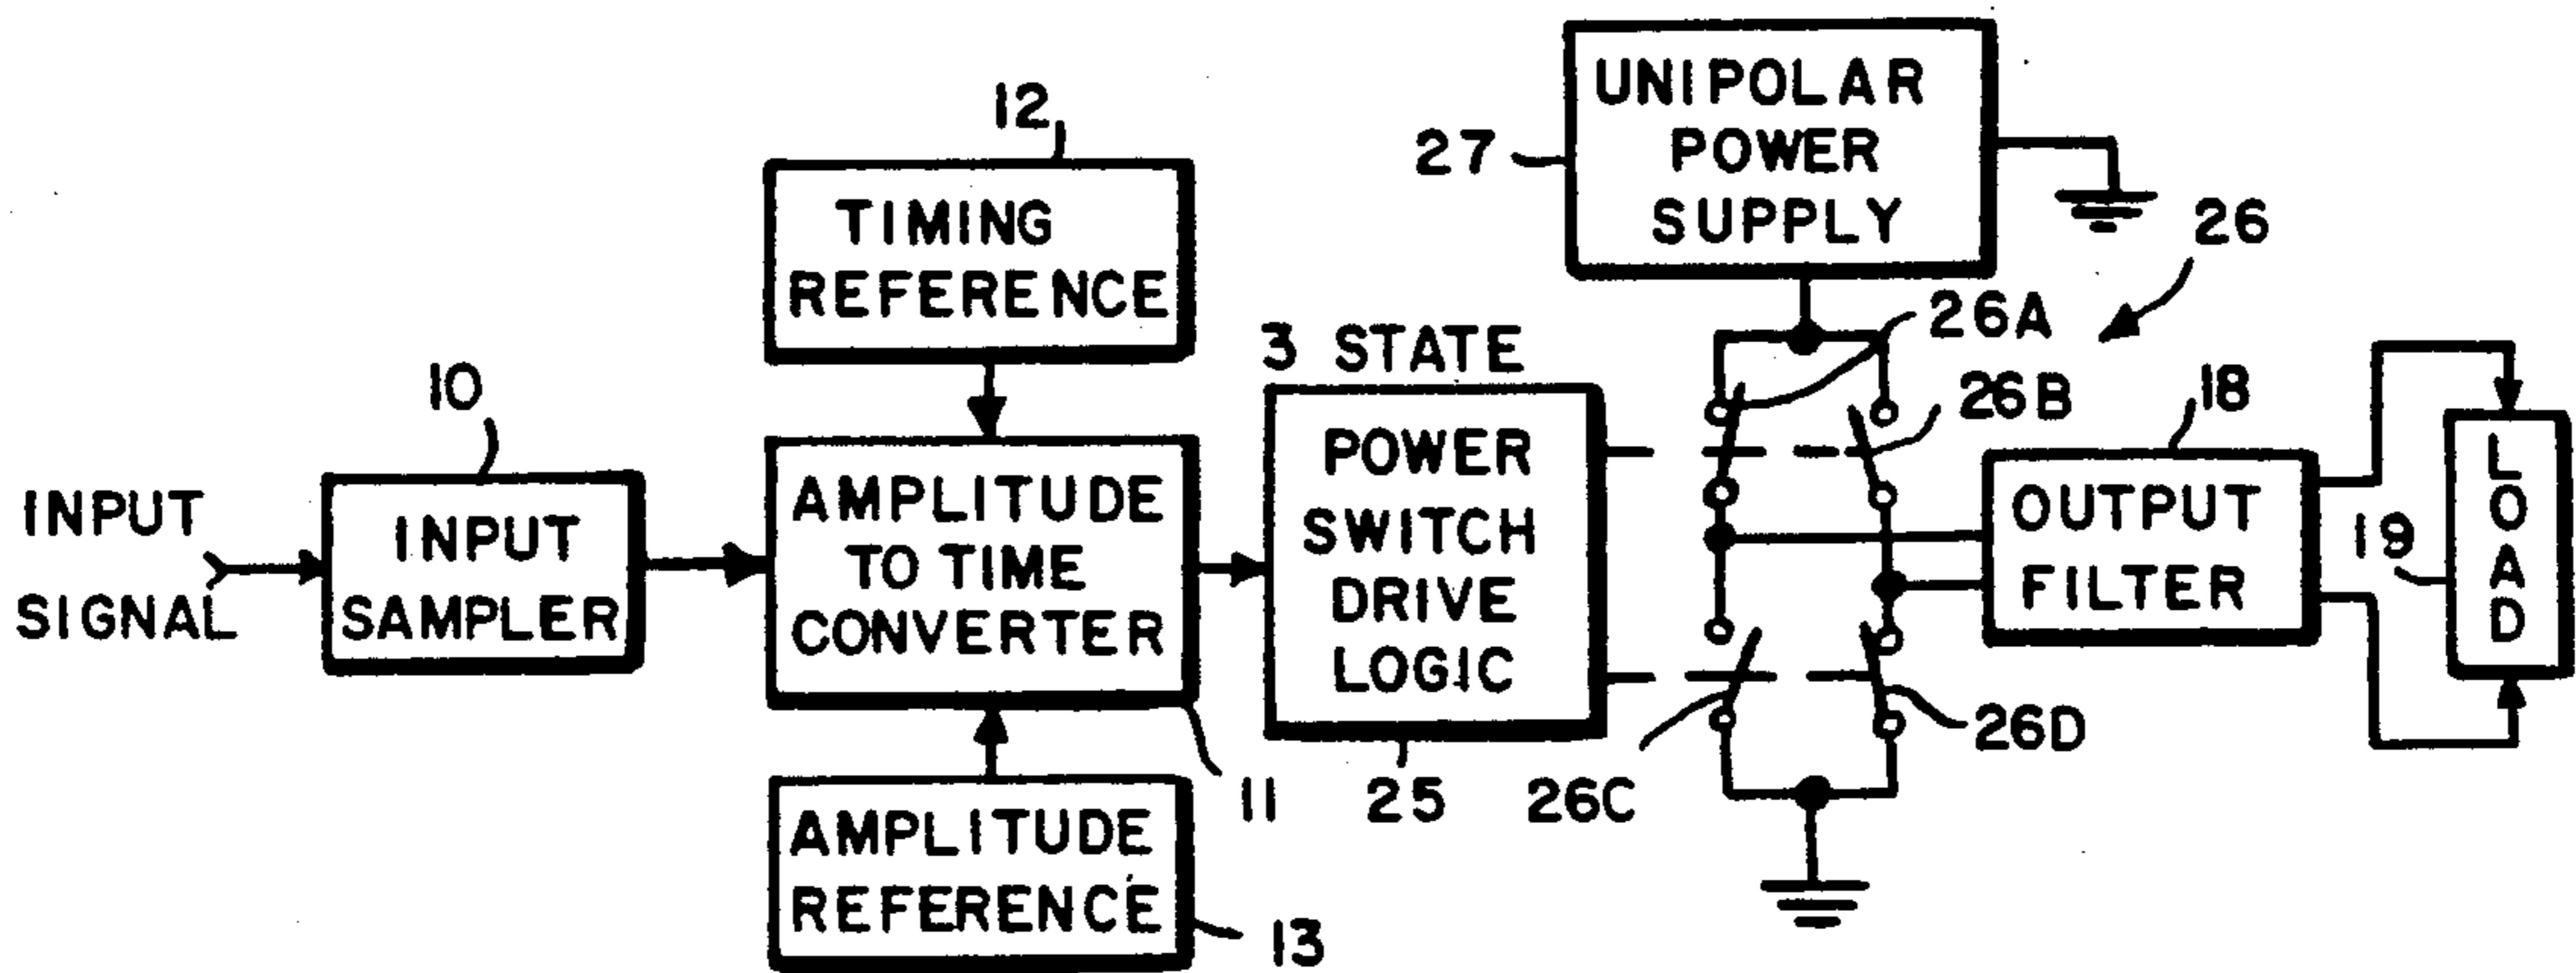 INPUT
SIGNAL
10
INPUT
SAMPLER
12
TIMING
REFERENCE
AMPLITUDE
TO TIME
CONVERTER
11
AMPLITUDE
REFERENCE
13
3 STATE
POWER
SWITCH
DRIVE
LOGIC
25
27
UNIPOLAR
POWER
SUPPLY
26
26A
26B
26C
26D
18
OUTPUT
FILTER
19
LOAD